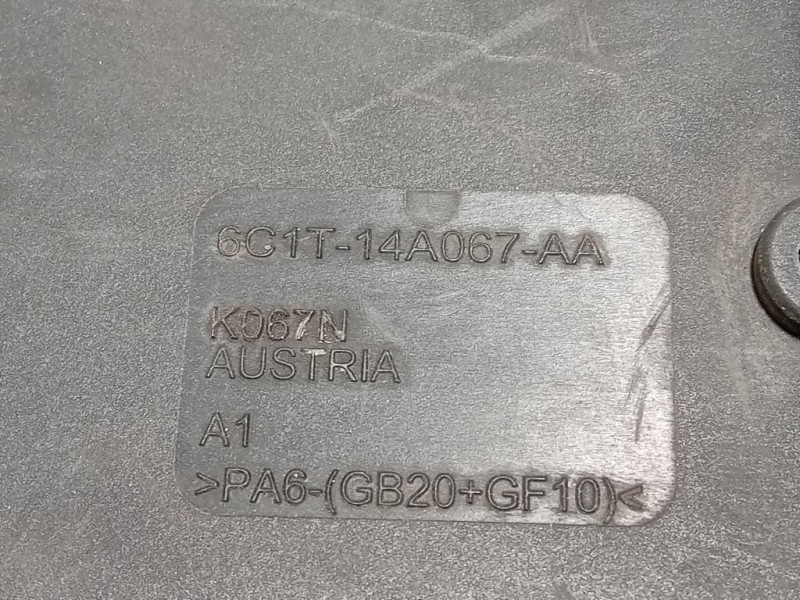 6C1T-14A067-AA
K067N
AUSTRIA
A1
>PA6-(GB20+GF10)<